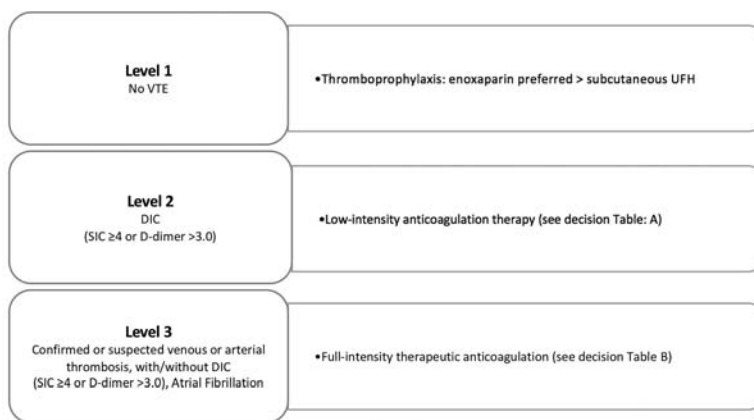 Level 1
No VTE
•Thromboprophylaxis: enoxaparin preferred > subcutaneous UFH
Level 2
DIC
(SIC ≥4 or D-dimer >3.0)
•Low-intensity anticoagulation therapy (see decision Table: A)
Level 3
Confirmed or suspected venous or arterial
thrombosis, with/without DIC
(SIC ≥4 or D-dimer >3.0), Atrial Fibrillation
•Full-intensity therapeutic anticoagulation (see decision Table B)